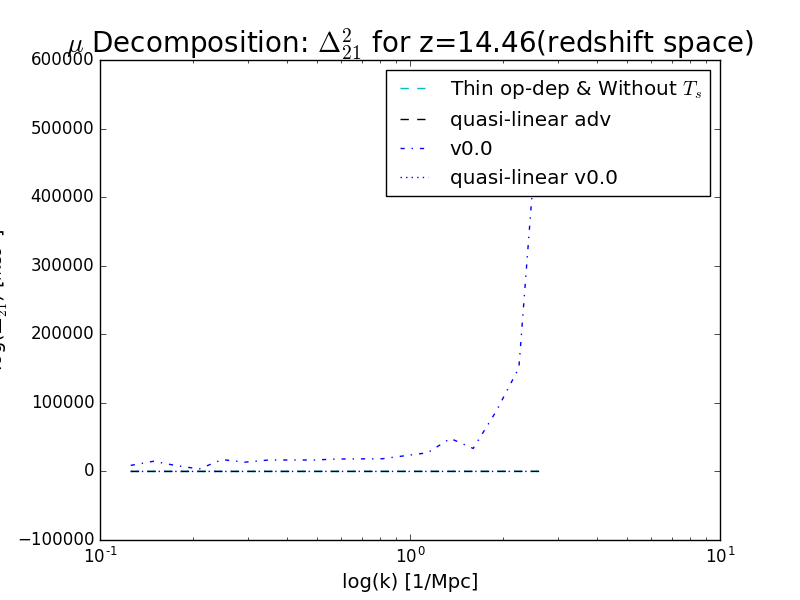 μ Decomposition: Δ²₂₁ for z=14.46(redshift space)
600000
500000
400000
300000
200000
100000
0
−100000
Thin op-dep & Without Tₛ
quasi-linear adv
v0.0
quasi-linear v0.0
10⁻¹
10⁰
10¹
log(k) [1/Mpc]